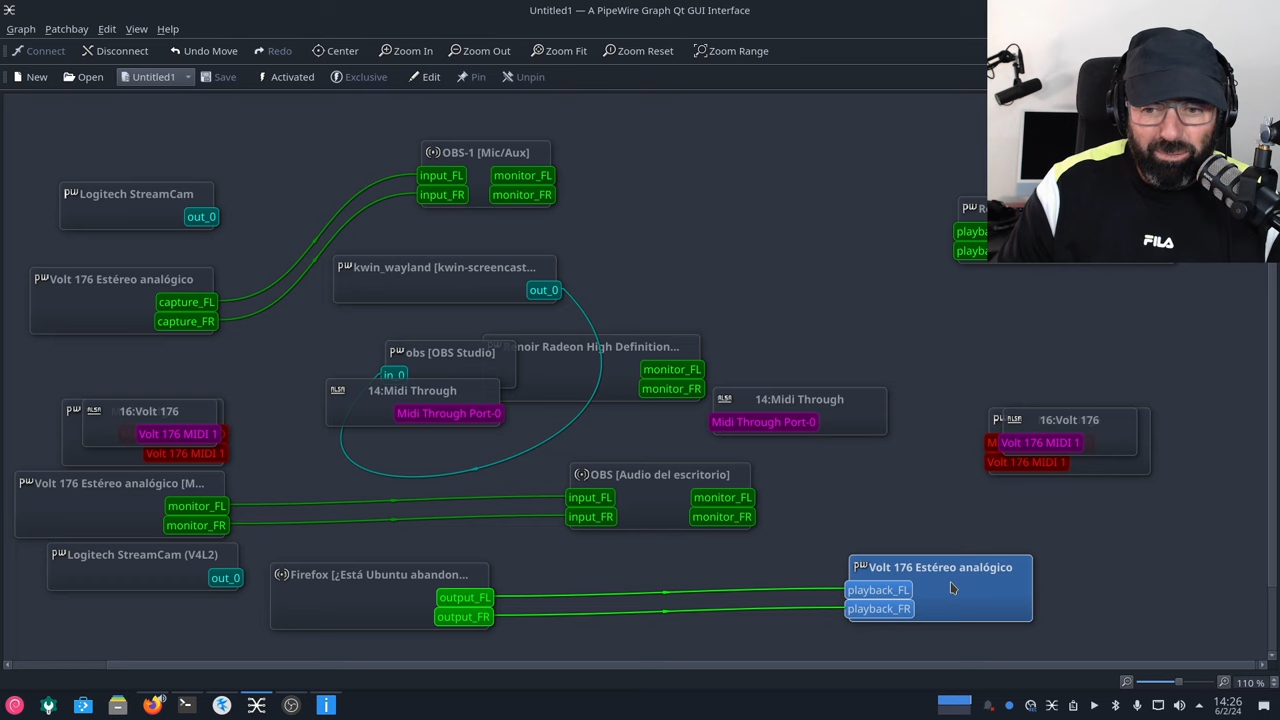 Untitled1 — A PipeWire Graph Qt GUI Interface
Graph Patchbay Edit View Help
Connect Disconnect Undo Move Redo Center Zoom In Zoom Out Zoom Fit Zoom Reset Zoom Range
New Open Untitled1 Save Activated Exclusive Edit Pin Unpin
OBS-1 [Mic/Aux]
input_FL monitor_FL
input_FR monitor_FR
Logitech StreamCam
out_0
FILA
playba
playba
kwin_wayland [kwin-screencast...
out_0
Volt 176 Estéreo analógico
capture_FL
capture_FR
obs [OBS Studio]
in_0
enoir Radeon High Definition...
monitor_FL
monitor_FR
14:Midi Through
Midi Through Port-0
14:Midi Through
Midi Through Port-0
16:Volt 176
Volt 176 MIDI 1
Volt 176 MIDI 1
16:Volt 176
Volt 176 MIDI 1
Volt 176 MIDI 1
Volt 176 Estéreo analógico [M...
monitor_FL
monitor_FR
OBS [Audio del escritorio]
input_FL monitor_FL
input_FR monitor_FR
Logitech StreamCam (V4L2)
out_0
Firefox [¿Está Ubuntu abandon...
output_FL
output_FR
Volt 176 Estéreo analógico
playback_FL
playback_FR
110 %
14:26
6/2/24